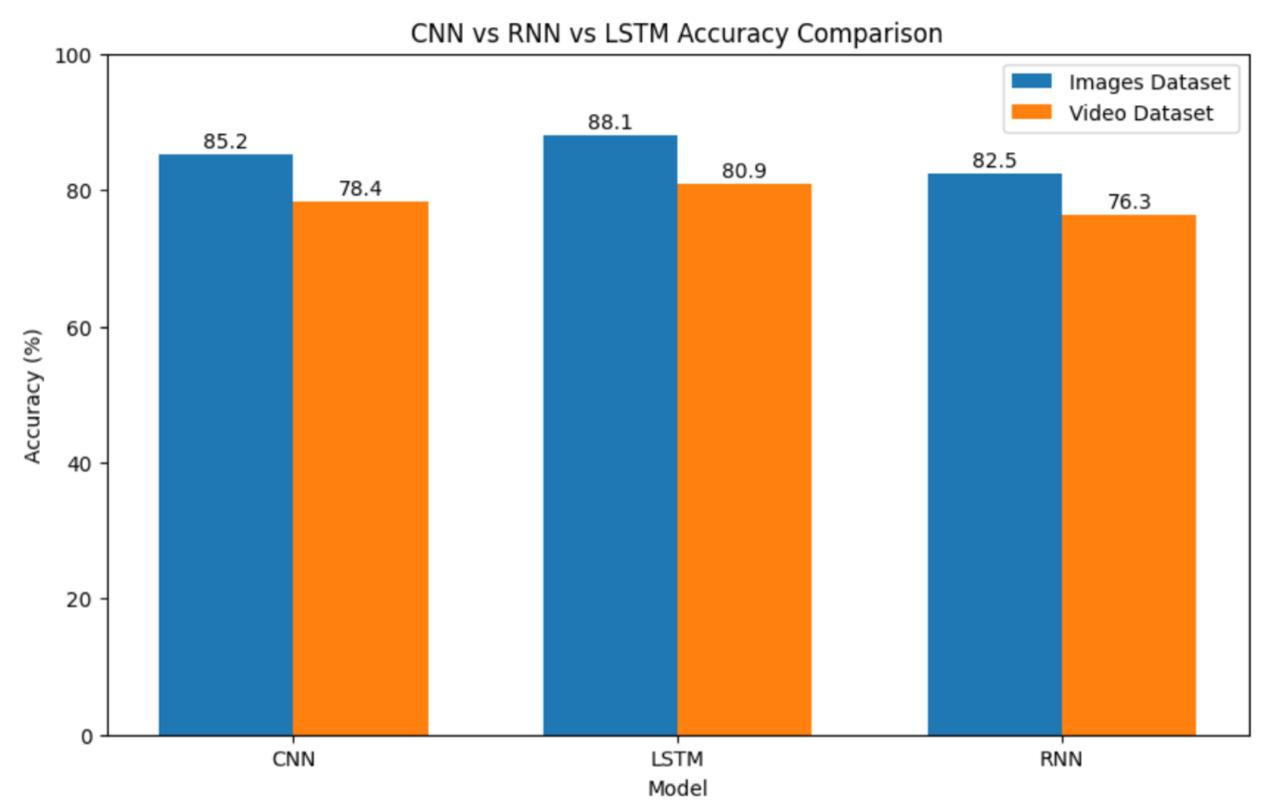 CNN vs RNN vs LSTM Accuracy Comparison
100
80
60
40
20
0
Accuracy (%)
Images Dataset
Video Dataset
85.2
78.4
88.1
80.9
82.5
76.3
CNN
LSTM
RNN
Model